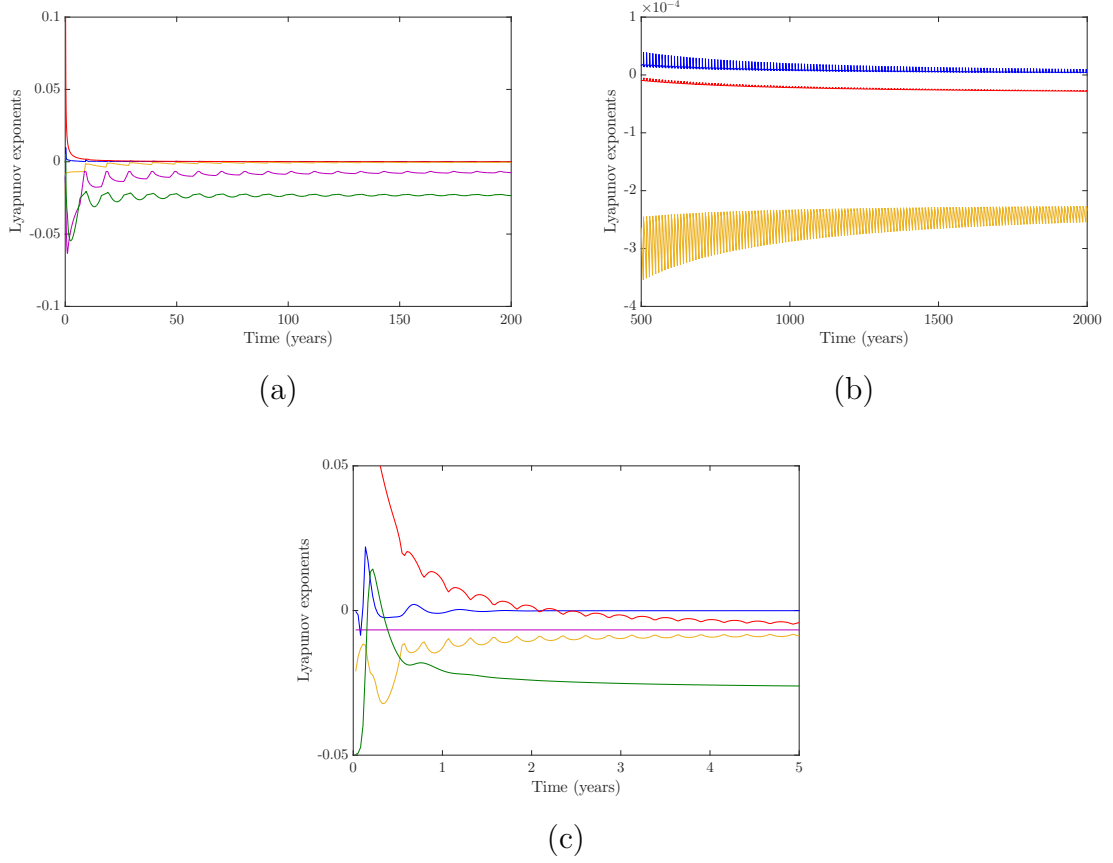 0.1
0.05
0
-0.05
-0.1
Lyapunov exponents
0 50 100 150 200
Time (years)
(a)
×10⁻⁴
1
0
-1
-2
-3
-4
Lyapunov exponents
500 1000 1500 2000
Time (years)
(b)
0.05
0
-0.05
Lyapunov exponents
0 1 2 3 4 5
Time (years)
(c)